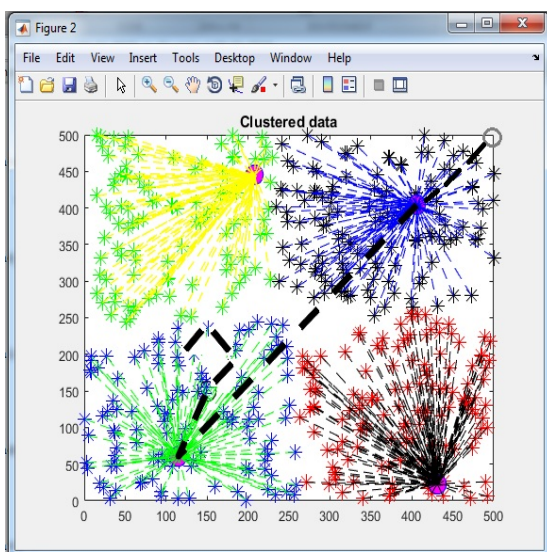 Figure 2
File Edit View Insert Tools Desktop Window Help
Clustered data
500
450
400
350
300
250
200
150
100
50
0
0 50 100 150 200 250 300 350 400 450 500